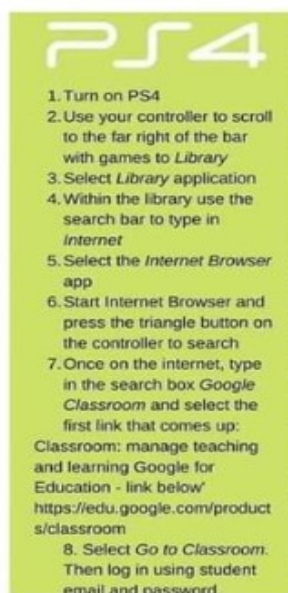 PS4
1. Turn on PS4
2. Use your controller to scroll
to the far right of the bar
with games to Library
3. Select Library application
4. Within the library use the
search bar to type in
Internet
5. Select the Internet Browser
app
6. Start Internet Browser and
press the triangle button on
the controller to search
7. Once on the internet, type
in the search box Google
Classroom and select the
first link that comes up:
Classroom: manage teaching
and learning Google for
Education - link below'
https://edu.google.com/product
s/classroom
8. Select Go to Classroom.
Then log in using student
email and password